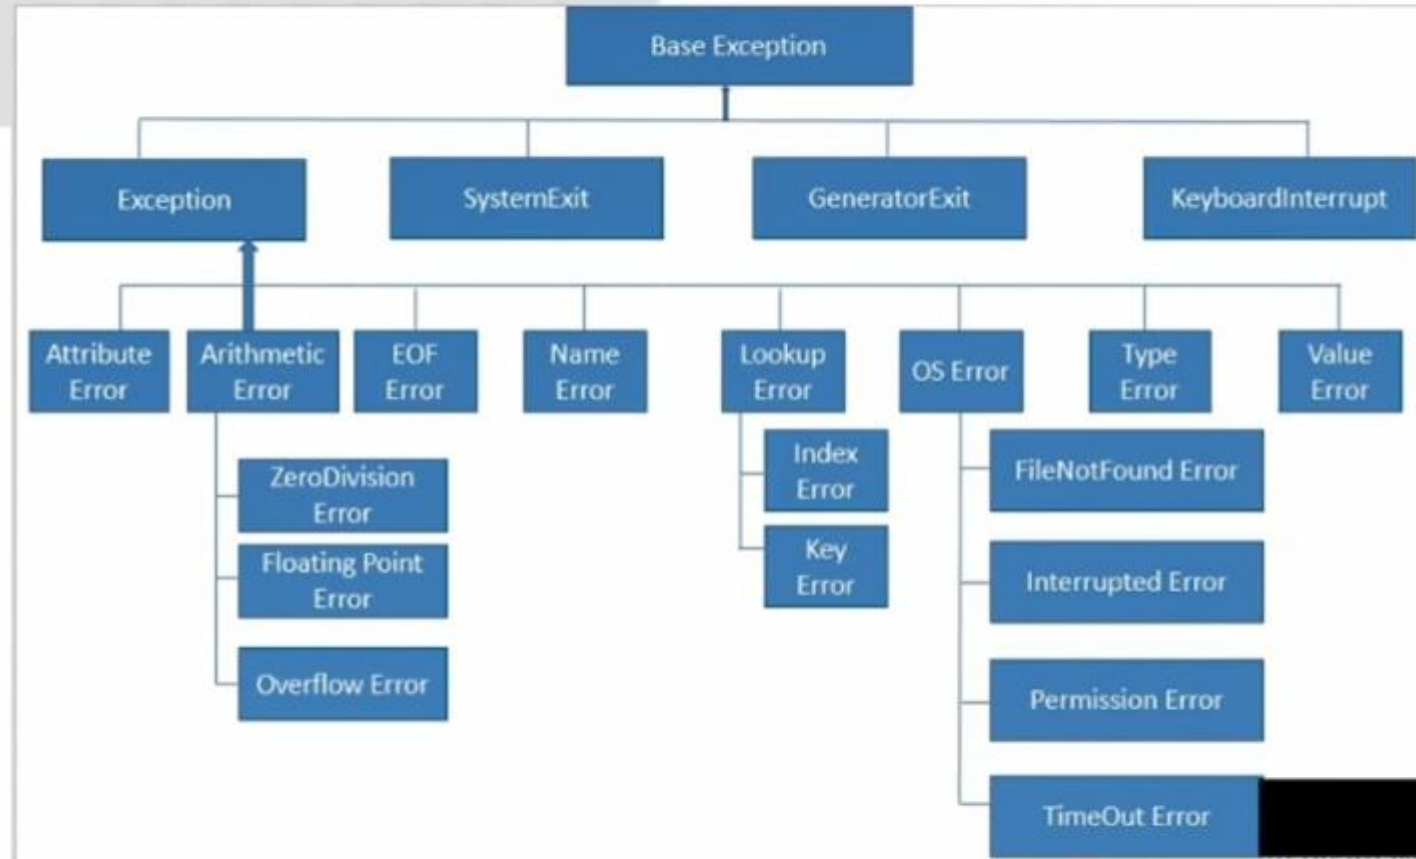 Base Exception
Exception
SystemExit
GeneratorExit
KeyboardInterrupt
Attribute
Error
Arithmetic
Error
EOF
Error
Name
Error
Lookup
Error
OS Error
Type
Error
Value
Error
ZeroDivision
Error
Floating Point
Error
Overflow Error
Index
Error
Key
Error
FileNotFound Error
Interrupted Error
Permission Error
TimeOut Error